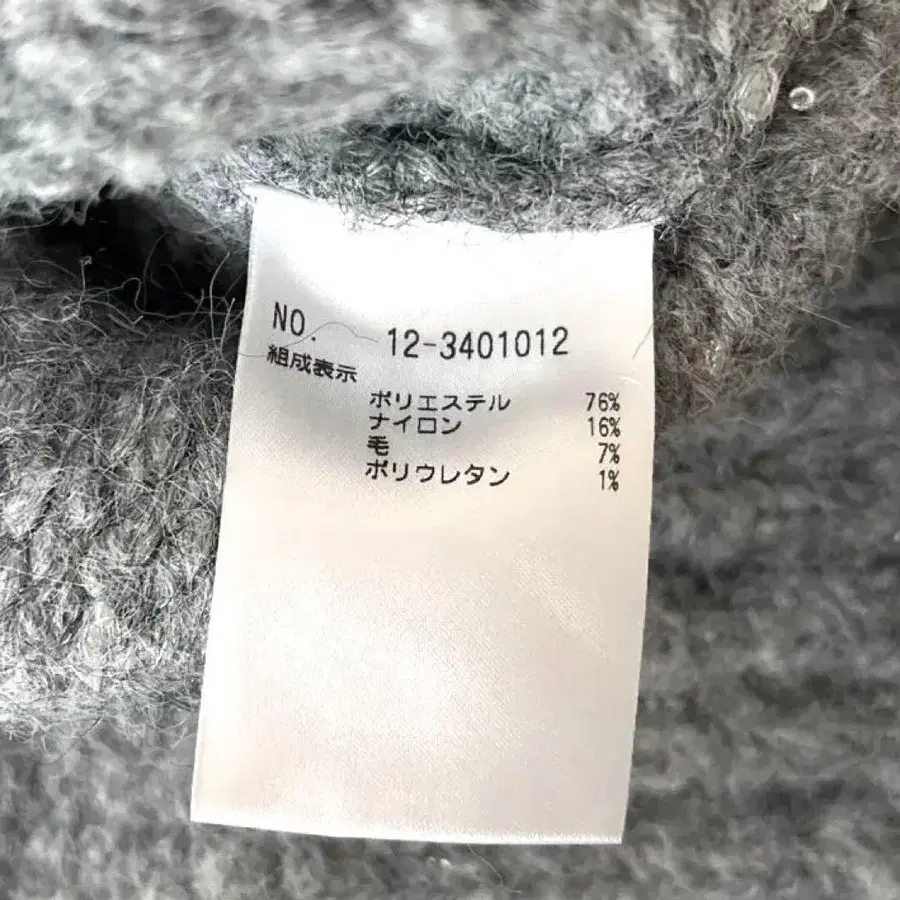 NO. 12-3401012
組成表示
ポリエステル 76%
ナイロン 16%
毛 7%
ポリウレタン 1%